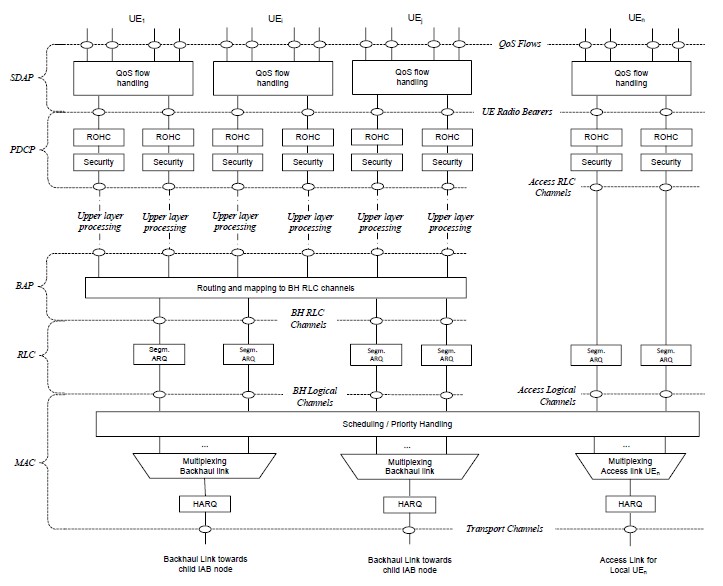 UE1 UEi UEj UEn
QoS Flows
SDAP
QoS flow handling QoS flow handling QoS flow handling QoS flow handling
UE Radio Bearers
PDCP
ROHC ROHC ROHC ROHC ROHC ROHC ROHC ROHC
Security Security Security Security Security Security Security Security
Access RLC
Channels
Upper layer Upper layer Upper layer Upper layer Upper layer Upper layer
processing processing processing processing processing processing
BAP
Routing and mapping to BH RLC channels
BH RLC
Channels
RLC
Segm. Segm. Segm. Segm. Segm. Segm.
ARQ ARQ ARQ ARQ ARQ ARQ
BH Logical Access Logical
Channels Channels
Scheduling / Priority Handling
... ... ...
MAC
Multiplexing Multiplexing Multiplexing
Backhaul link Backhaul link Access link UEn
HARQ HARQ HARQ
Transport Channels
Backhaul Link towards Backhaul Link towards Access Link for
child IAB node child IAB node Local UEn